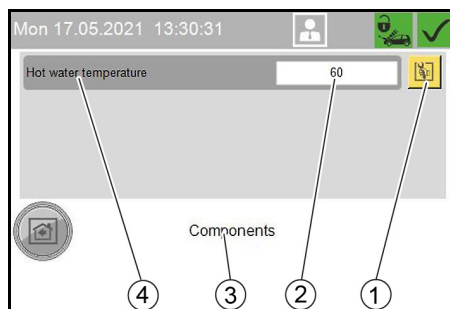 Mon 17.05.2021 13:30:31
Hot water temperature 60
Components
4 3 2 1